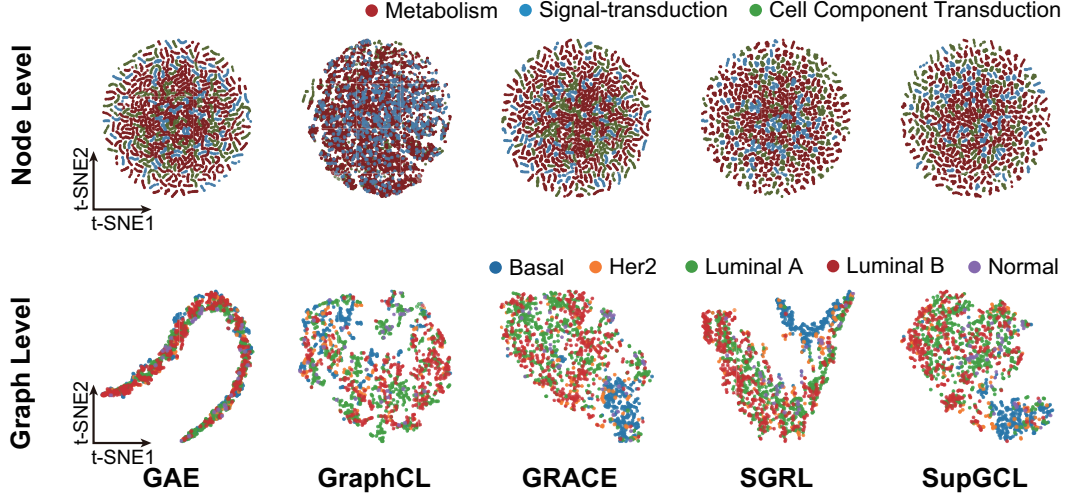 Metabolism Signal-transduction Cell Component Transduction
Node Level
t-SNE2
t-SNE1
Basal Her2 Luminal A Luminal B Normal
Graph Level
t-SNE2
t-SNE1
GAE GraphCL GRACE SGRL SupGCL